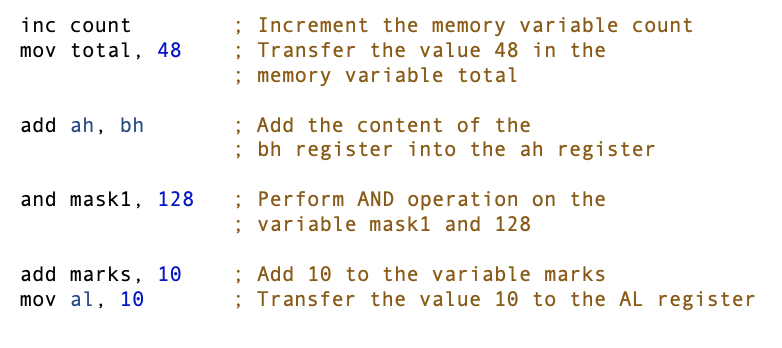 inc count ; Increment the memory variable count
mov total, 48 ; Transfer the value 48 in the
; memory variable total
add ah, bh ; Add the content of the
; bh register into the ah register
and mask1, 128 ; Perform AND operation on the
; variable mask1 and 128
add marks, 10 ; Add 10 to the variable marks
mov al, 10 ; Transfer the value 10 to the AL register